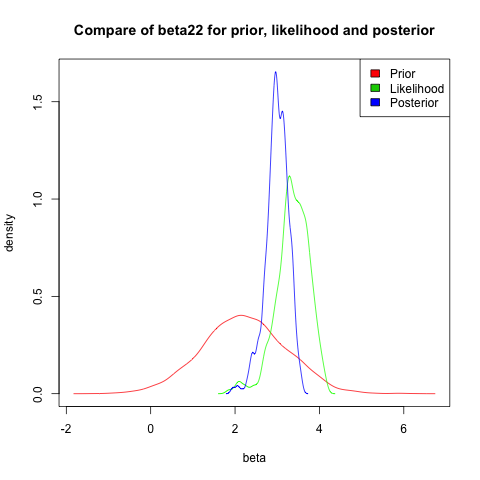 Compare of beta22 for prior, likelihood and posterior
Prior
Likelihood
Posterior
density
1.5
1.0
0.5
0.0
-2 0 2 4 6
beta